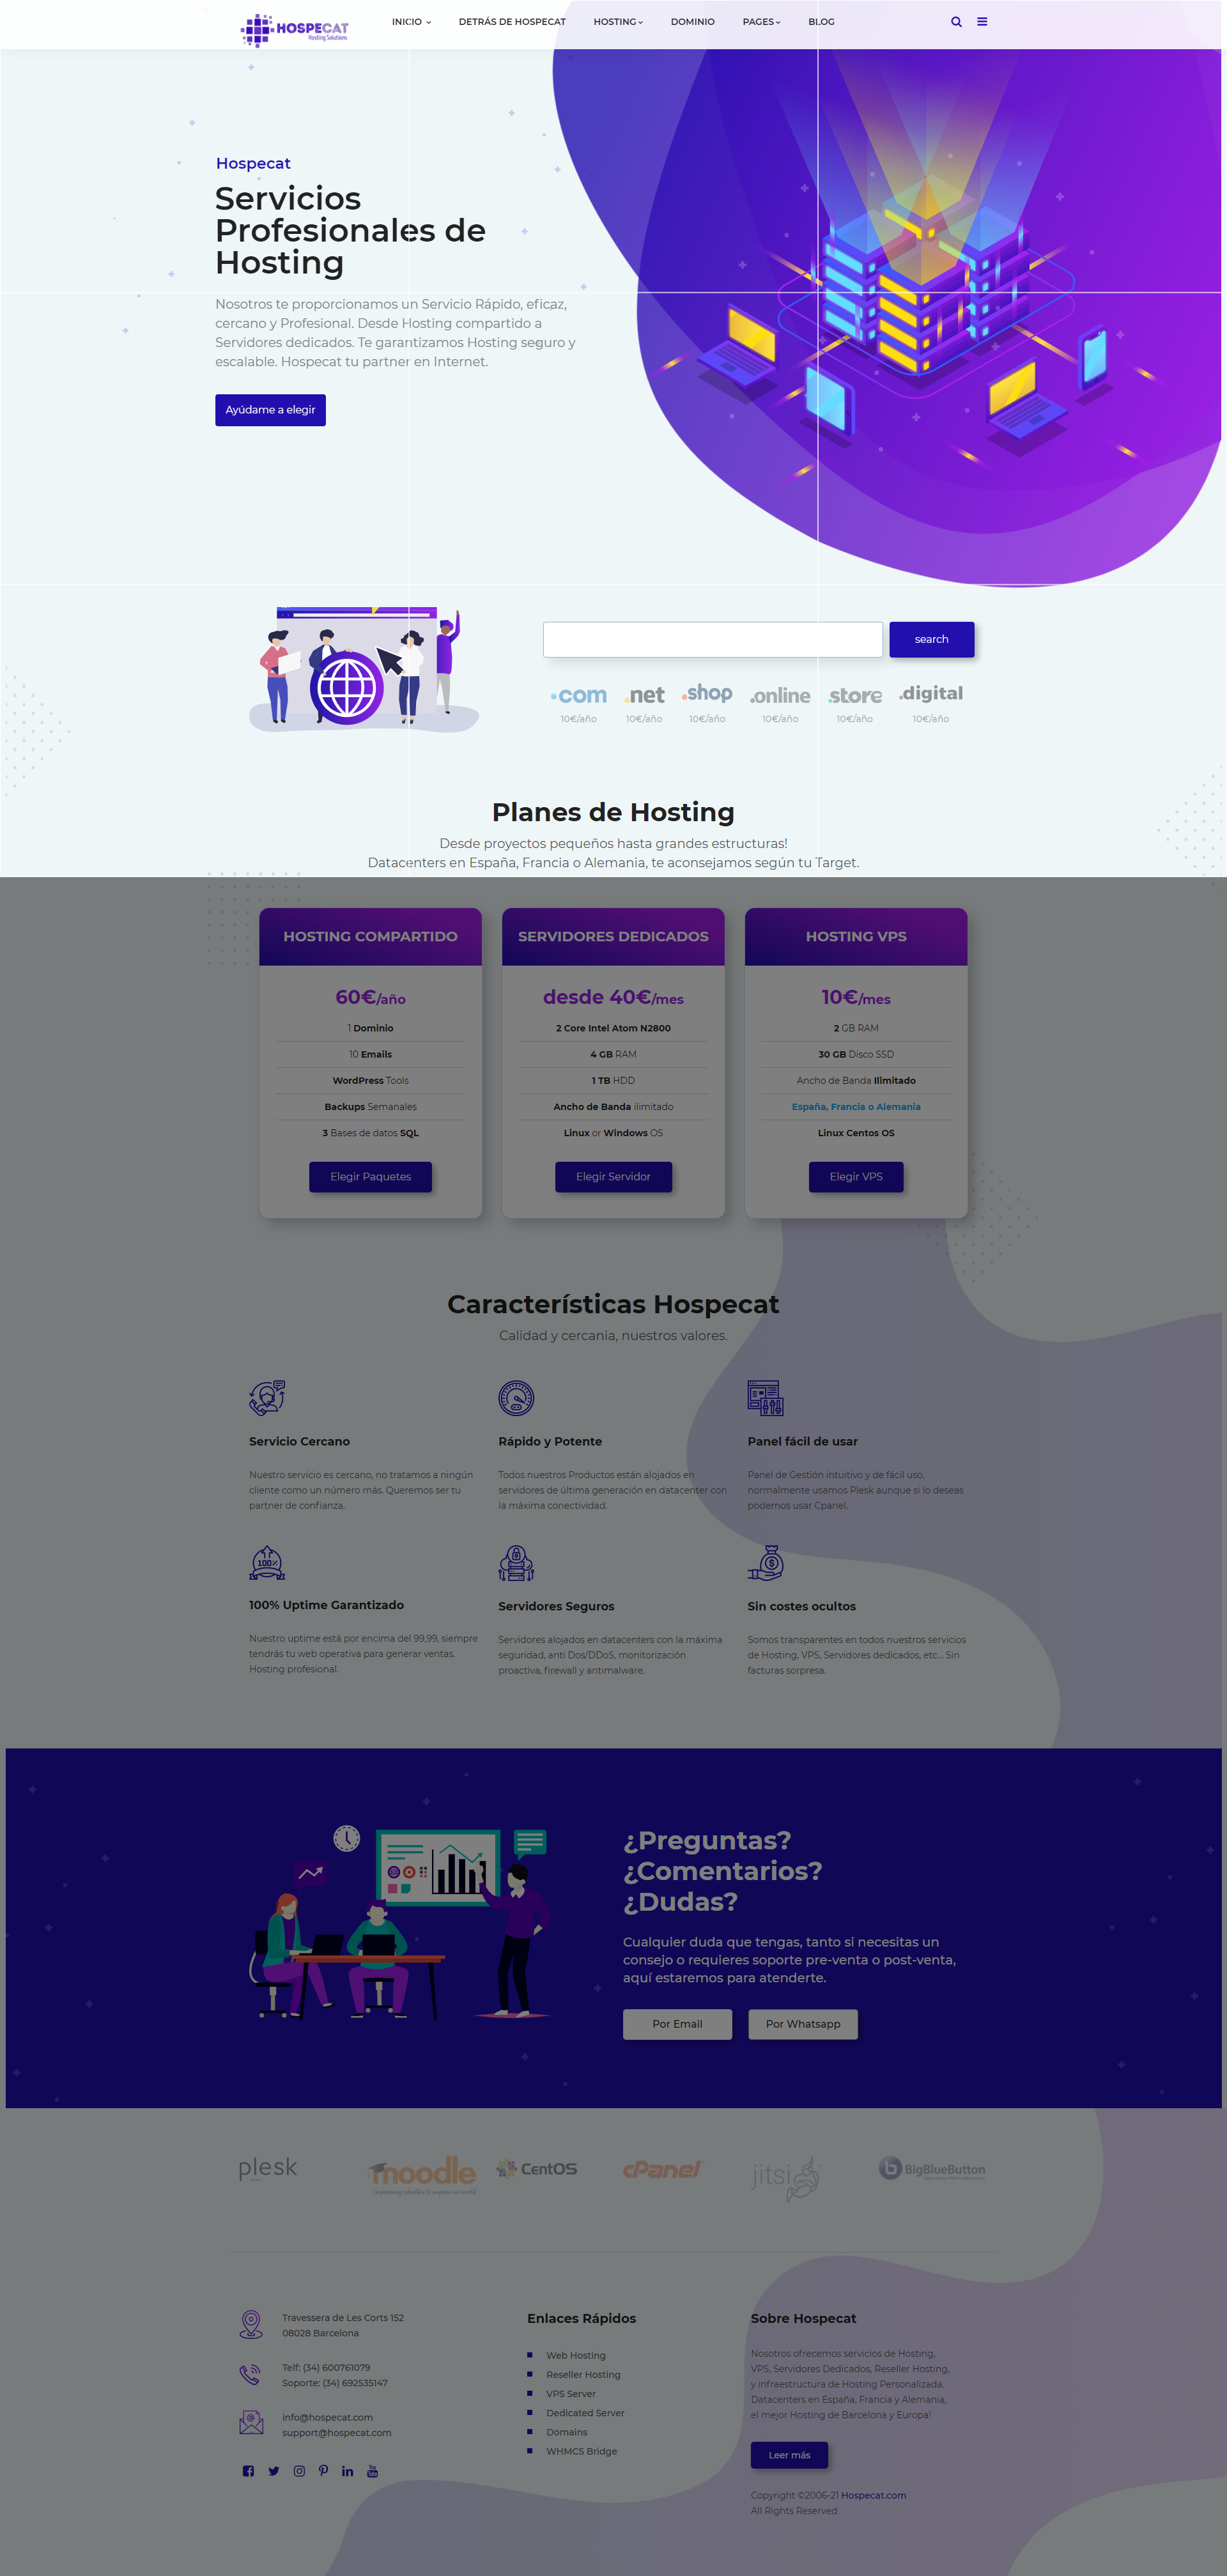 HOSPECAT
Hosting Solutions
INICIO
DETRÁS DE HOSPECAT
HOSTING
DOMINIO
PAGES
BLOG
Hospecat
Servicios
Profesionales de
Hosting
Nosotros te proporcionamos un Servicio Rápido, eficaz,
cercano y Profesional. Desde Hosting compartido a
Servidores dedicados. Te garantizamos Hosting seguro y
escalable. Hospecat tu partner en Internet.
Ayúdame a elegir
search
.com
.net
.shop
.online
.store
.digital
10€/año
10€/año
10€/año
10€/año
10€/año
10€/año
Planes de Hosting
Desde proyectos pequeños hasta grandes estructuras!
Datacenters en España, Francia o Alemania, te aconsejamos según tu Target.
HOSTING COMPARTIDO
60€/año
1 Dominio
10 Emails
WordPress Tools
Backups Semanales
3 Bases de datos SQL
Elegir Paquetes
SERVIDORES DEDICADOS
desde 40€/mes
2 Core Intel Atom N2800
4 GB RAM
1 TB HDD
Ancho de Banda ilimitado
Linux or Windows OS
Elegir Servidor
HOSTING VPS
10€/mes
2 GB RAM
30 GB Disco SSD
Ancho de Banda Ilimitado
España, Francia o Alemania
Linux Centos OS
Elegir VPS
Características Hospecat
Calidad y cercania, nuestros valores.
Servicio Cercano
Nuestro servicio es cercano, no tratamos a ningún
cliente como un número más. Queremos ser tu
partner de confianza.
Rápido y Potente
Todos nuestros Productos están alojados en
servidores de última generación en datacenter con
la máxima conectividad.
Panel fácil de usar
Panel de Gestión intuitivo y de fácil uso,
normalmente usamos Plesk aunque si lo deseas
podemos usar Cpanel.
100%
100% Uptime Garantizado
Nuestro uptime está por encima del 99,99, siempre
tendrás tu web operativa para generar ventas.
Hosting profesional.
Servidores Seguros
Servidores alojados en datacenters con la máxima
seguridad, anti Dos/DDoS, monitorización
proactiva, firewall y antimalware.
Sin costes ocultos
Somos transparentes en todos nuestros servicios
de Hosting, VPS, Servidores dedicados, etc... Sin
facturas sorpresa.
¿Preguntas?
¿Comentarios?
¿Dudas?
Cualquier duda que tengas, tanto si necesitas un
consejo o requieres soporte pre-venta o post-venta,
aquí estaremos para atenderte.
Por Email
Por Whatsapp
plesk
moodle
CentOS
cPanel
jitsi
BigBlueButton
Travessera de Les Corts 152
08028 Barcelona
Telf: (34) 600761079
Soporte: (34) 692535147
info@hospecat.com
support@hospecat.com
Enlaces Rápidos
Web Hosting
Reseller Hosting
VPS Server
Dedicated Server
Domains
WHMCS Bridge
Sobre Hospecat
Nosotros ofrecemos servicios de Hosting,
VPS, Servidores Dedicados, Reseller Hosting,
y infraestructura de Hosting Personalizada.
Datacenters en España, Francia y Alemania,
el mejor Hosting de Barcelona y Europa!
Leer más
Copyright ©2006-21 Hospecat.com
All Rights Reserved